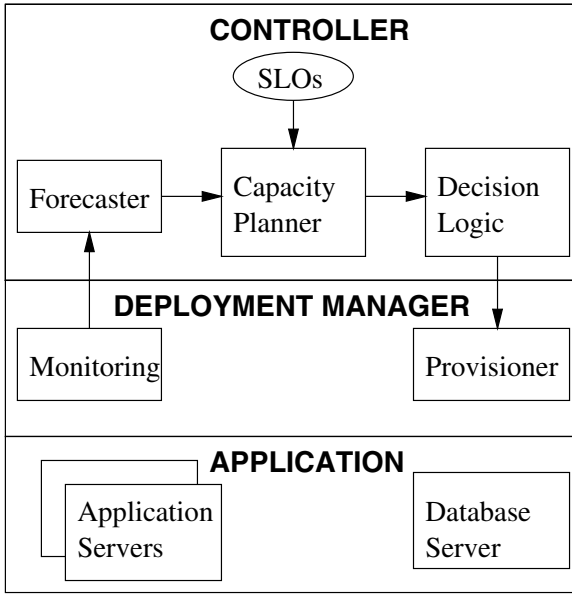 CONTROLLER
SLOs
Forecaster
Capacity
Planner
Decision
Logic
DEPLOYMENT MANAGER
Monitoring
Provisioner
APPLICATION
Application
Servers
Database
Server